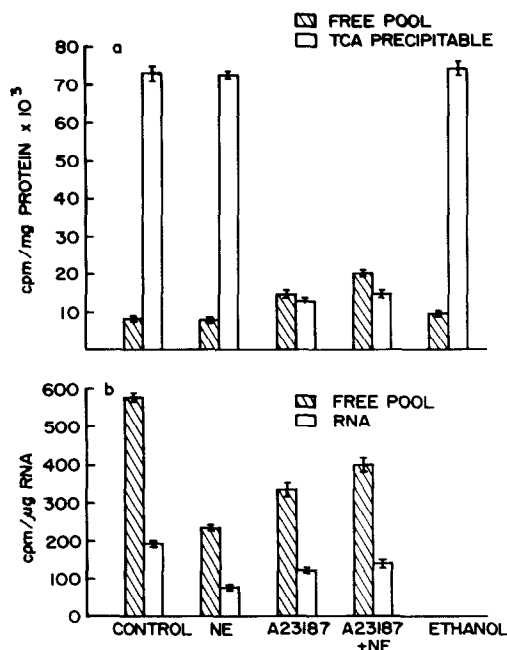 FREE POOL
TCA PRECIPITABLE
a
cpm/mg PROTEIN x 10³
80
70
60
50
40
30
20
10
b
FREE POOL
RNA
cpm/µg RNA
600
500
400
300
200
100
0
CONTROL NE A23187 A23187 ETHANOL
+NE